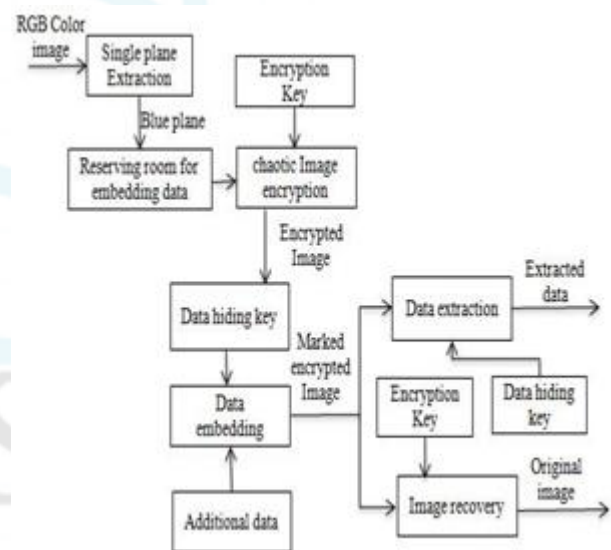 RGB Color
image
Single plane
Extraction
Encryption
Key
Blue plane
Reserving room for
embedding data
chaotic Image
encryption
Encrypted
Image
Data hiding key
Marked
encrypted
Image
Data
embedding
Additional data
Data extraction
Extracted
data
Encryption
Key
Data hiding
key
Image recovery
Original
image